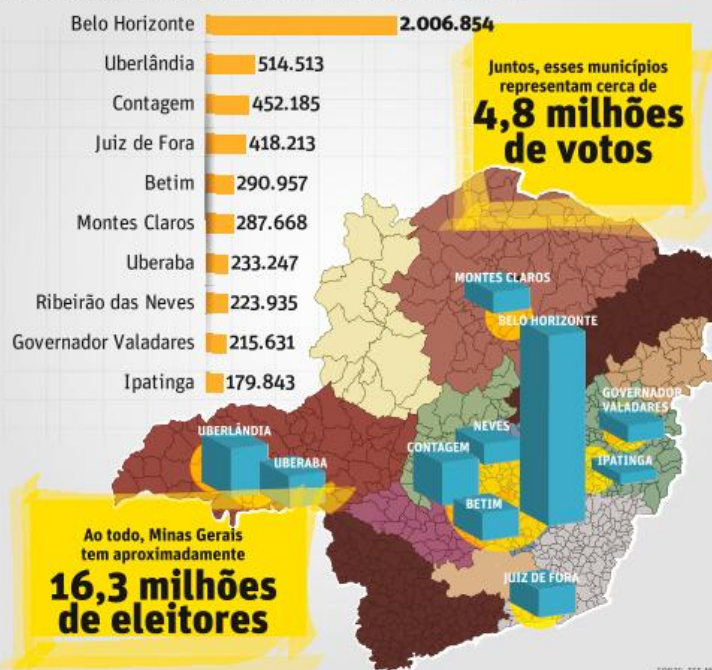 Belo Horizonte 2.006.854
Uberlândia 514.513
Contagem 452.185
Juiz de Fora 418.213
Betim 290.957
Montes Claros 287.668
Uberaba 233.247
Ribeirão das Neves 223.935
Governador Valadares 215.631
Ipatinga 179.843
Juntos, esses municípios
representam cerca de
4,8 milhões
de votos
MONTES CLAROS
BELO HORIZONTE
GOVERNADOR
VALADARES
NEVES
UBERLÂNDIA
CONTAGEM
IPATINGA
UBERABA
BETIM
JUIZ DE FORA
Ao todo, Minas Gerais
tem aproximadamente
16,3 milhões
de eleitores